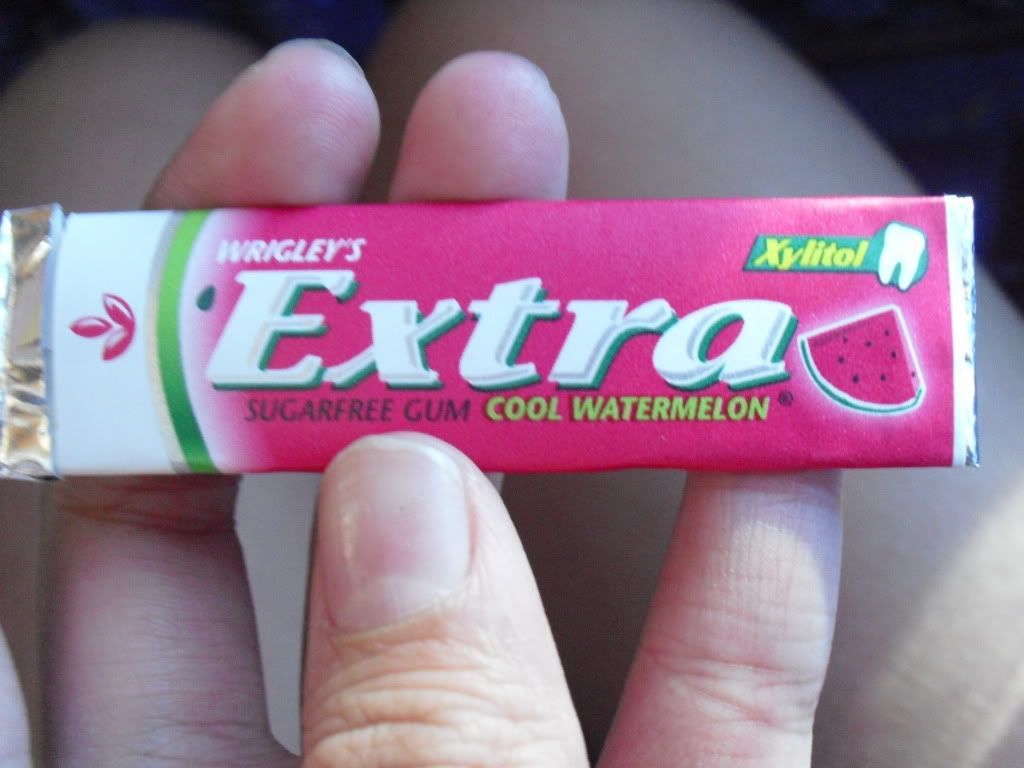 WRIGLEY'S
Extra
Xylitol
SUGARFREE GUM COOL WATERMELON®